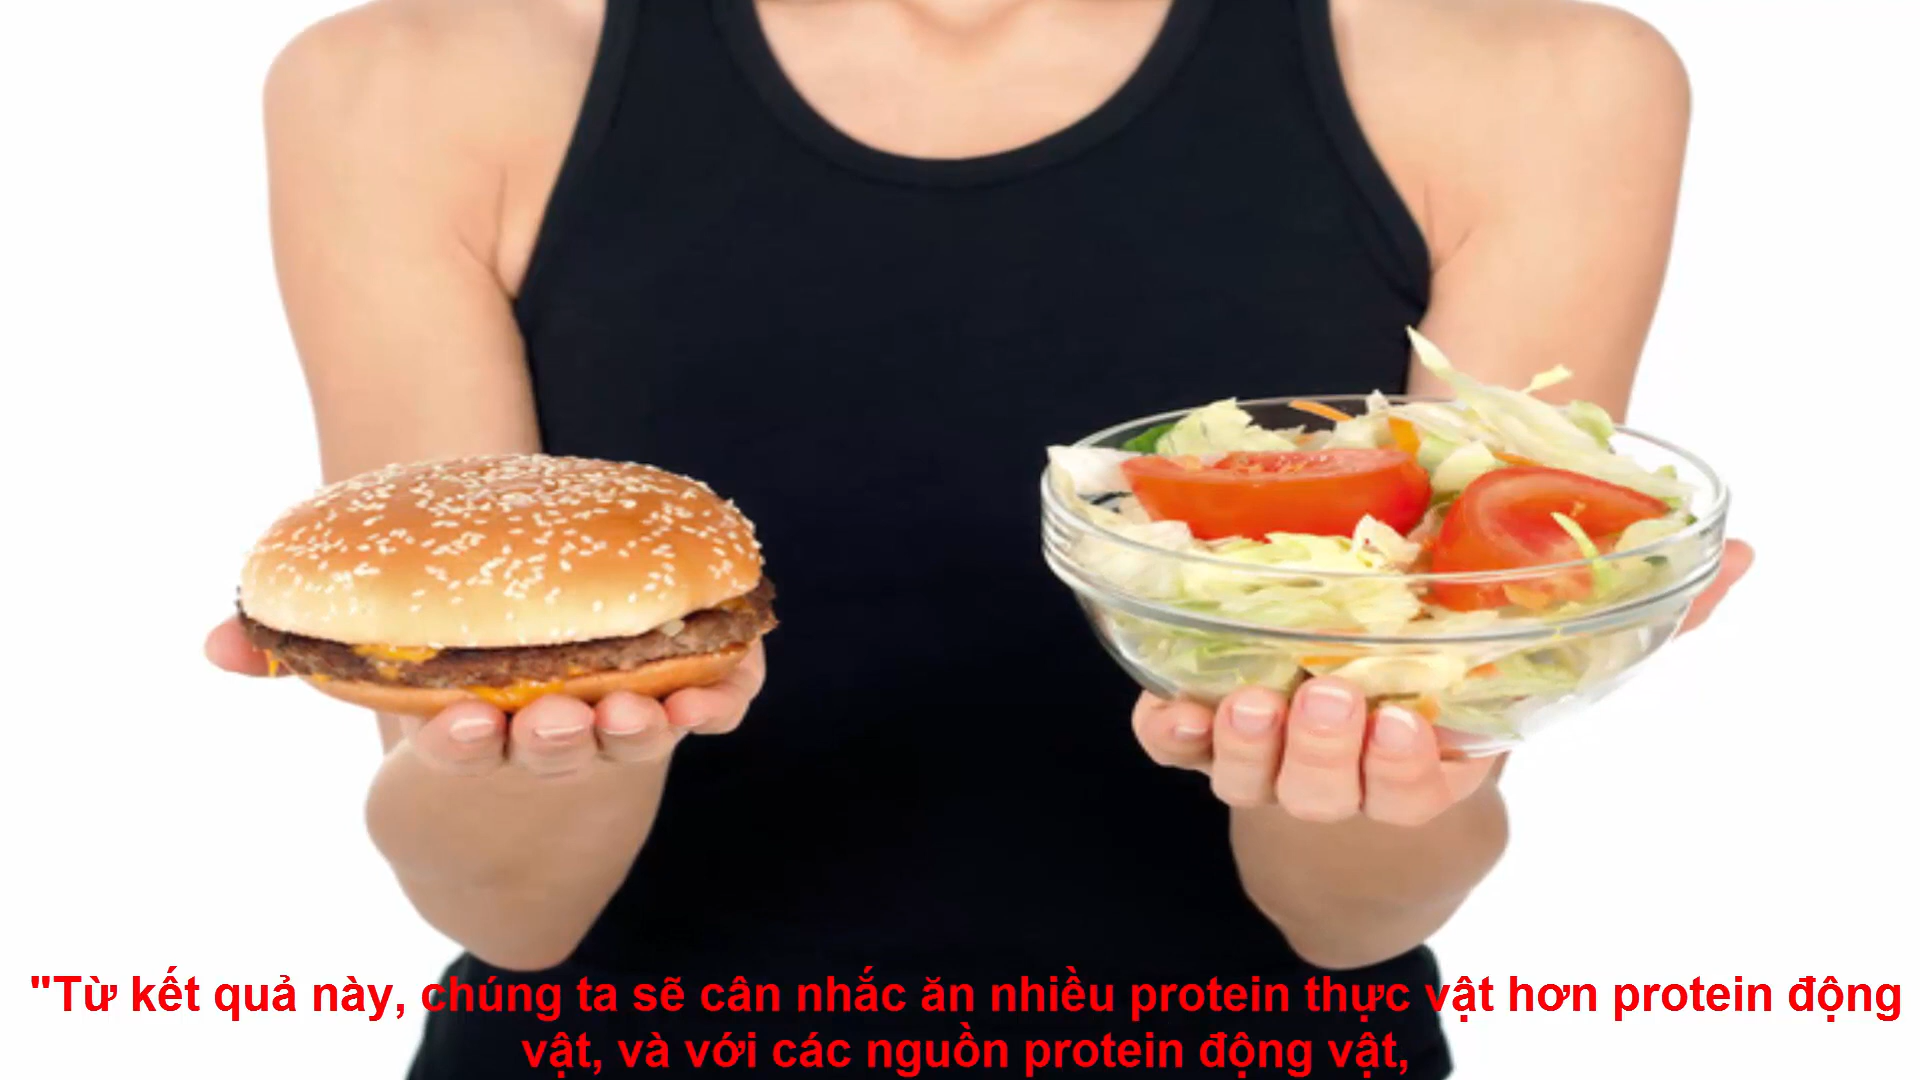 "Từ kết quả này, chúng ta sẽ cân nhắc ăn nhiều protein thực vật hơn protein động
vật, và với các nguồn protein động vật,